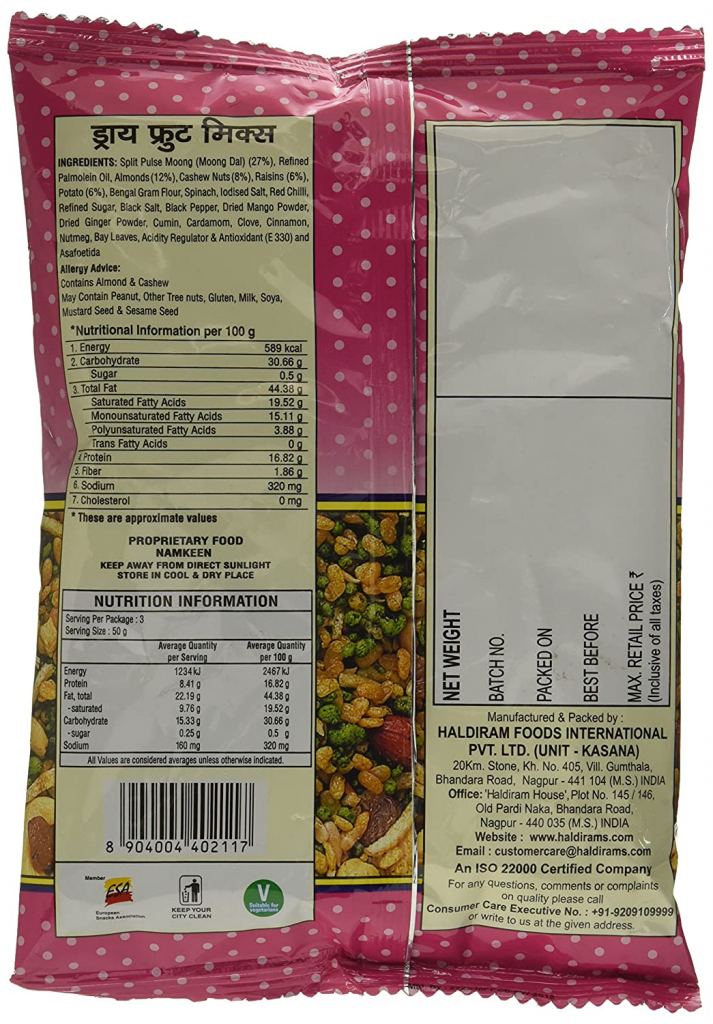 ड्राय फ्रुट मिक्स
INGREDIENTS: Split Pulse Moong (Moong Dal) (27%), Refined
Palmolein Oil, Almonds (12%), Cashew Nuts (8%), Raisins (6%),
Potato (6%), Bengal Gram Flour, Spinach, Iodised Salt, Red Chilli,
Refined Sugar, Black Salt, Black Pepper, Dried Mango Powder,
Dried Ginger Powder, Cumin, Cardamom, Clove, Cinnamon,
Nutmeg, Bay Leaves, Acidity Regulator & Antioxidant (E 330) and
Asafoetida
Allergy Advice:
Contains Almond & Cashew
May Contain Peanut, Other Tree nuts, Gluten, Milk, Soya,
Mustard Seed & Sesame Seed
*Nutritional Information per 100 g
1. Energy 589 kcal
2. Carbohydrate 30.66 g
Sugar 0.5 g
3. Total Fat 44.38 g
Saturated Fatty Acids 19.52 g
Monounsaturated Fatty Acids 15.11 g
Polyunsaturated Fatty Acids 3.88 g
Trans Fatty Acids 0 g
4. Protein 16.82 g
5. Fiber 1.86 g
6. Sodium 320 mg
7. Cholesterol 0 mg
* These are approximate values
PROPRIETARY FOOD
NAMKEEN
KEEP AWAY FROM DIRECT SUNLIGHT
STORE IN COOL & DRY PLACE
NUTRITION INFORMATION
Serving Per Package : 3
Serving Size : 50 g
Average Quantity Average Quantity
per Serving per 100 g
Energy 1234 kJ 2467 kJ
Protein 8.41 g 16.82 g
Fat, total 22.19 g 44.38 g
- saturated 9.76 g 19.52 g
Carbohydrate 15.33 g 30.66 g
- sugar 0.25 g 0.5 g
Sodium 160 mg 320 mg
All Values are considered averages unless otherwise indicated.
8 904004 402117
Member
ESA
European
Snacks Association
KEEP YOUR
CITY CLEAN
V
Suitable for
vegetarians
NET WEIGHT
BATCH NO.
PACKED ON
BEST BEFORE
MAX. RETAIL PRICE ₹
(Inclusive of all taxes)
Manufactured & Packed by :
HALDIRAM FOODS INTERNATIONAL
PVT. LTD. (UNIT - KASANA)
20Km. Stone, Kh. No. 405, Vill. Gumthala,
Bhandara Road, Nagpur - 441 104 (M.S.) INDIA
Office: 'Haldiram House', Plot No. 145 / 146,
Old Pardi Naka, Bhandara Road,
Nagpur - 440 035 (M.S.) INDIA
Website : www.haldirams.com
Email : customercare@haldirams.com
An ISO 22000 Certified Company
For any questions, comments or complaints
on quality please call
Consumer Care Executive No. : +91-9209109999
or write to us at the given address.